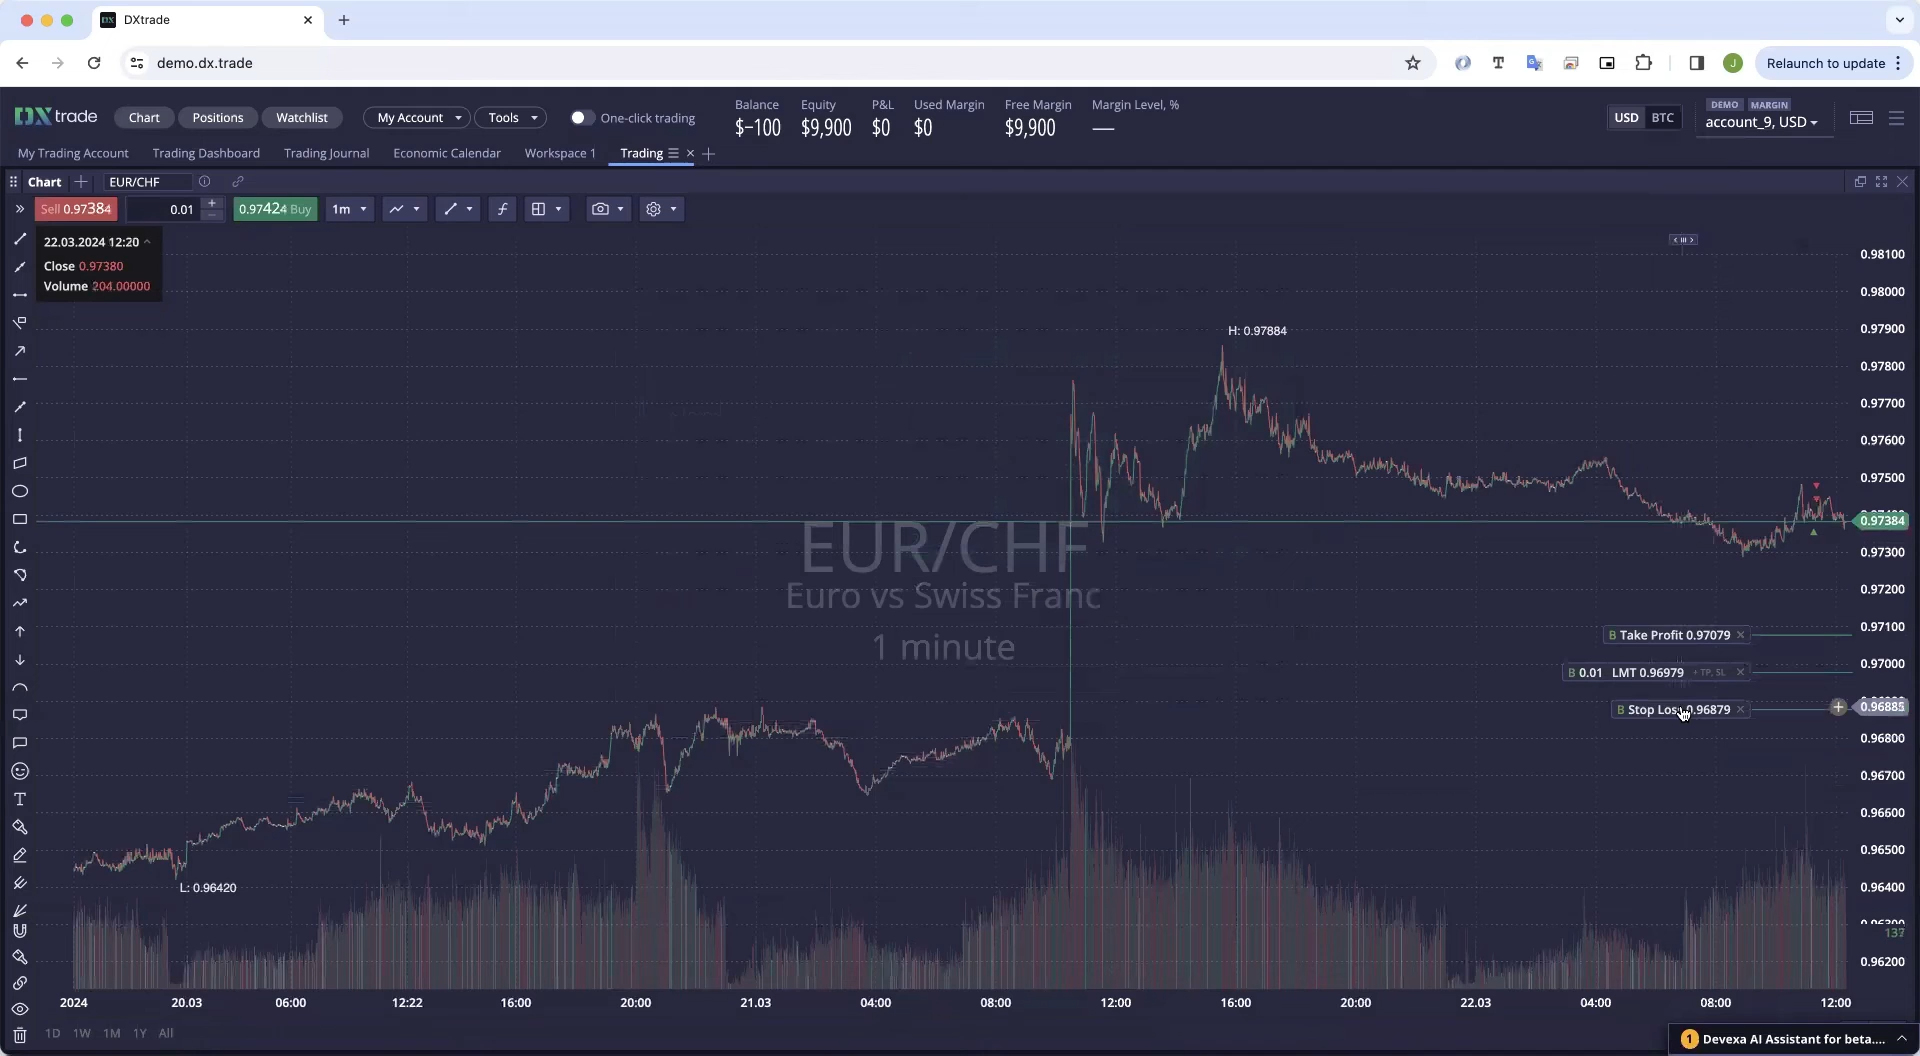 DXtrade
demo.dx.trade
Relaunch to update
DXtrade
Chart
Positions
Watchlist
My Account
Tools
One-click trading
Balance
$-100
Equity
$9,900
P&L
$0
Used Margin
$0
Free Margin
$9,900
Margin Level, %
—
USD BTC
DEMO MARGIN
account_9, USD
My Trading Account
Trading Dashboard
Trading Journal
Economic Calendar
Workspace 1
Trading
Chart
EUR/CHF
Sell 0.97384
0.01
0.97424 Buy
1m
22.03.2024 12:20
Close 0.97380
Volume 204.00000
H: 0.97884
L: 0.96420
EUR/CHF
Euro vs Swiss Franc
1 minute
B Take Profit 0.97079
B 0.01 LMT 0.96979 + TP, SL
B Stop Loss 0.96879
0.98100
0.98000
0.97900
0.97800
0.97700
0.97600
0.97500
0.97384
0.97300
0.97200
0.97100
0.97000
0.96885
0.96800
0.96700
0.96600
0.96500
0.96400
0.96300
137
0.96200
2024 20.03 06:00 12:22 16:00 20:00 21.03 04:00 08:00 12:00 16:00 20:00 22.03 04:00 08:00 12:00
1D 1W 1M 1Y All
1 Devexa AI Assistant for beta....